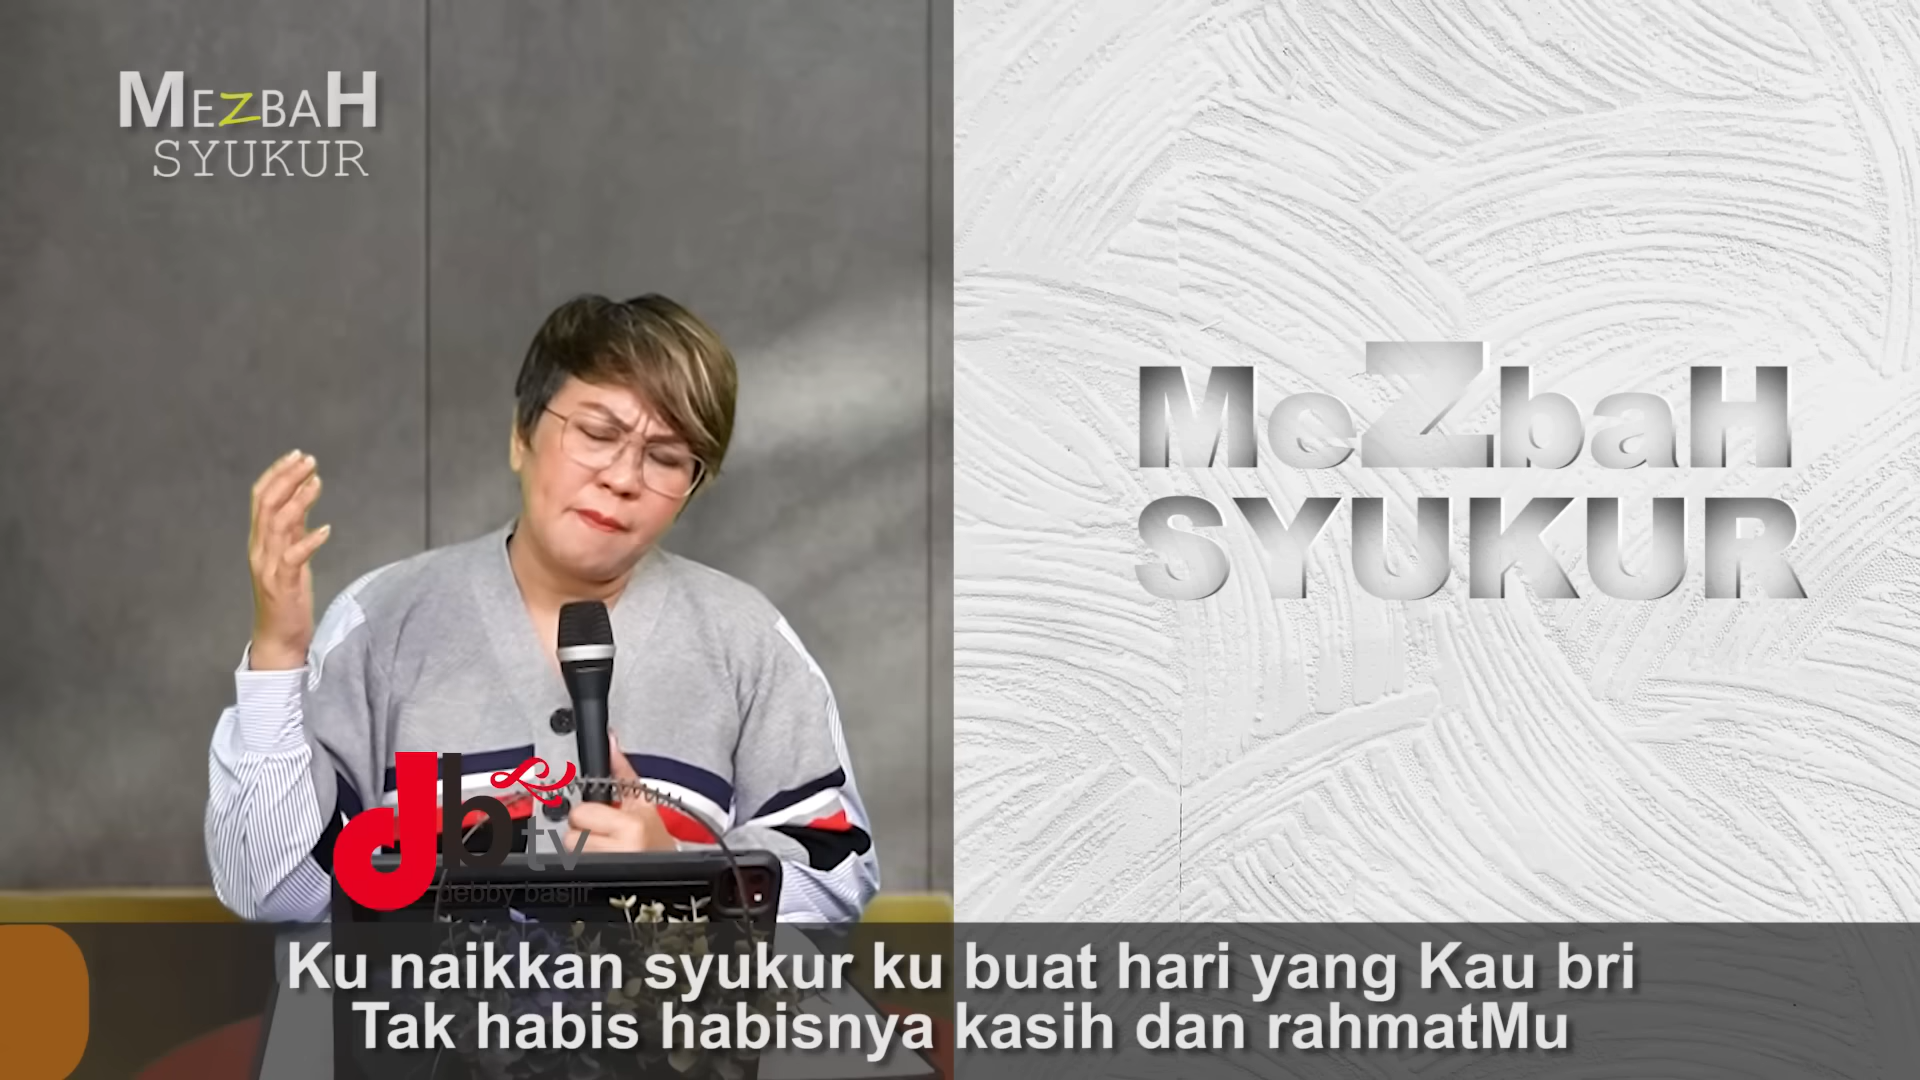 MEZBAH
SYUKUR
MeZbaH
SYUKUR
db tv
debby basjir
Ku naikkan syukur ku buat hari yang Kau bri
Tak habis habisnya kasih dan rahmatMu